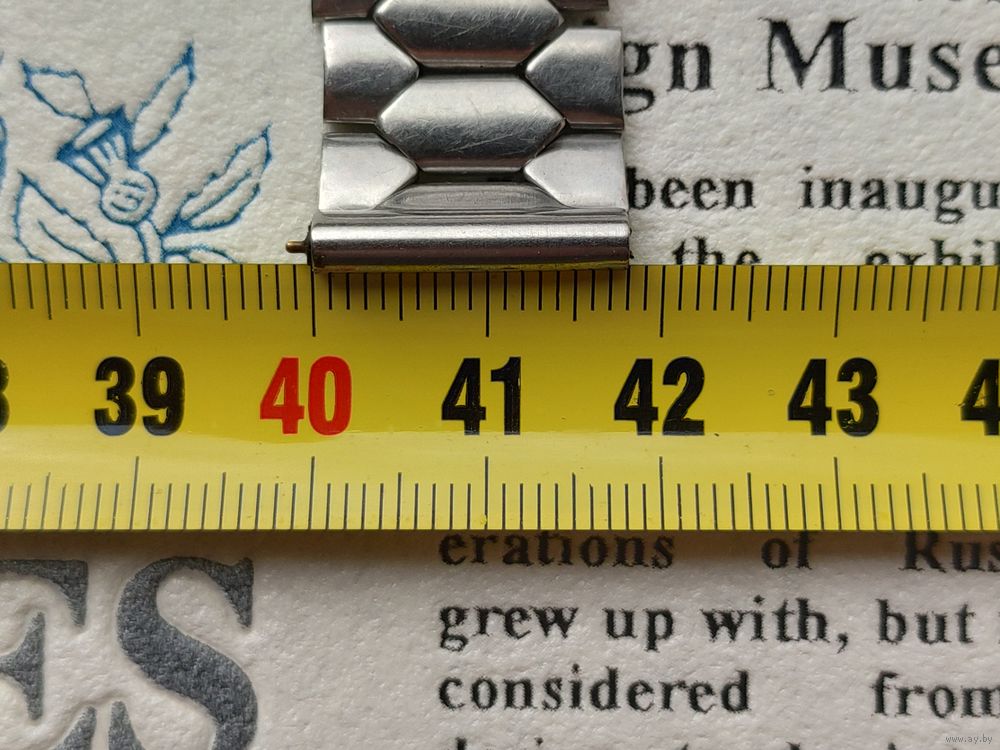 gn Muse
been inaugu
the exhib
39 40 41 42 43
erations of Rus
grew up with, but
considered from
ES
www.ay.by